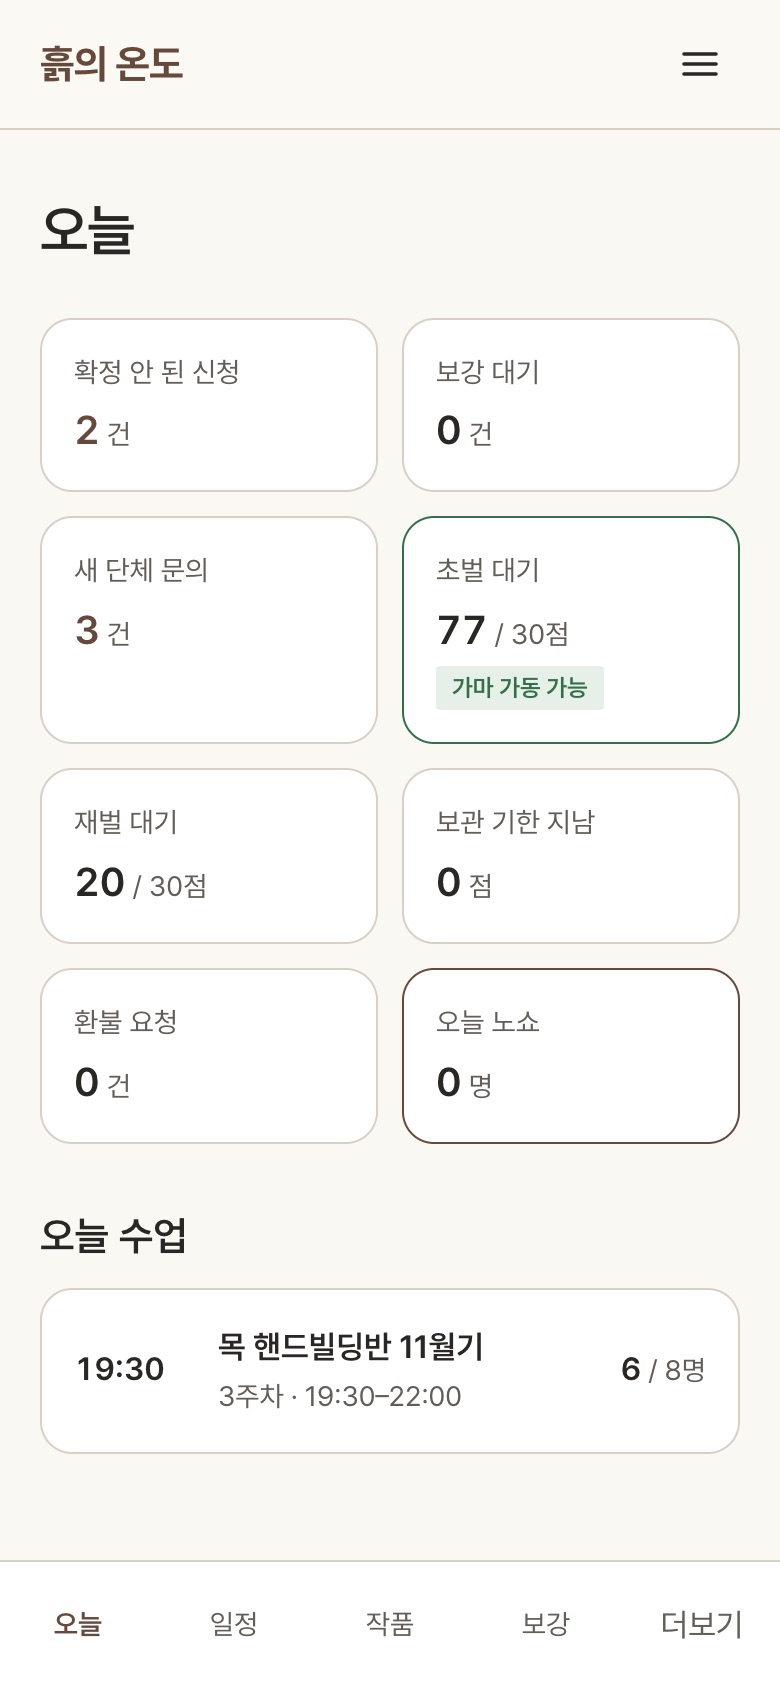 흙의 온도
오늘
확정 안 된 신청
2 건
보강 대기
0 건
새 단체 문의
3 건
초벌 대기
77 / 30점
가마 가동 가능
재벌 대기
20 / 30점
보관 기한 지남
0 점
환불 요청
0 건
오늘 노쇼
0 명
오늘 수업
19:30
목 핸드빌딩반 11월기
3주차 · 19:30–22:00
6 / 8명
오늘
일정
작품
보강
더보기